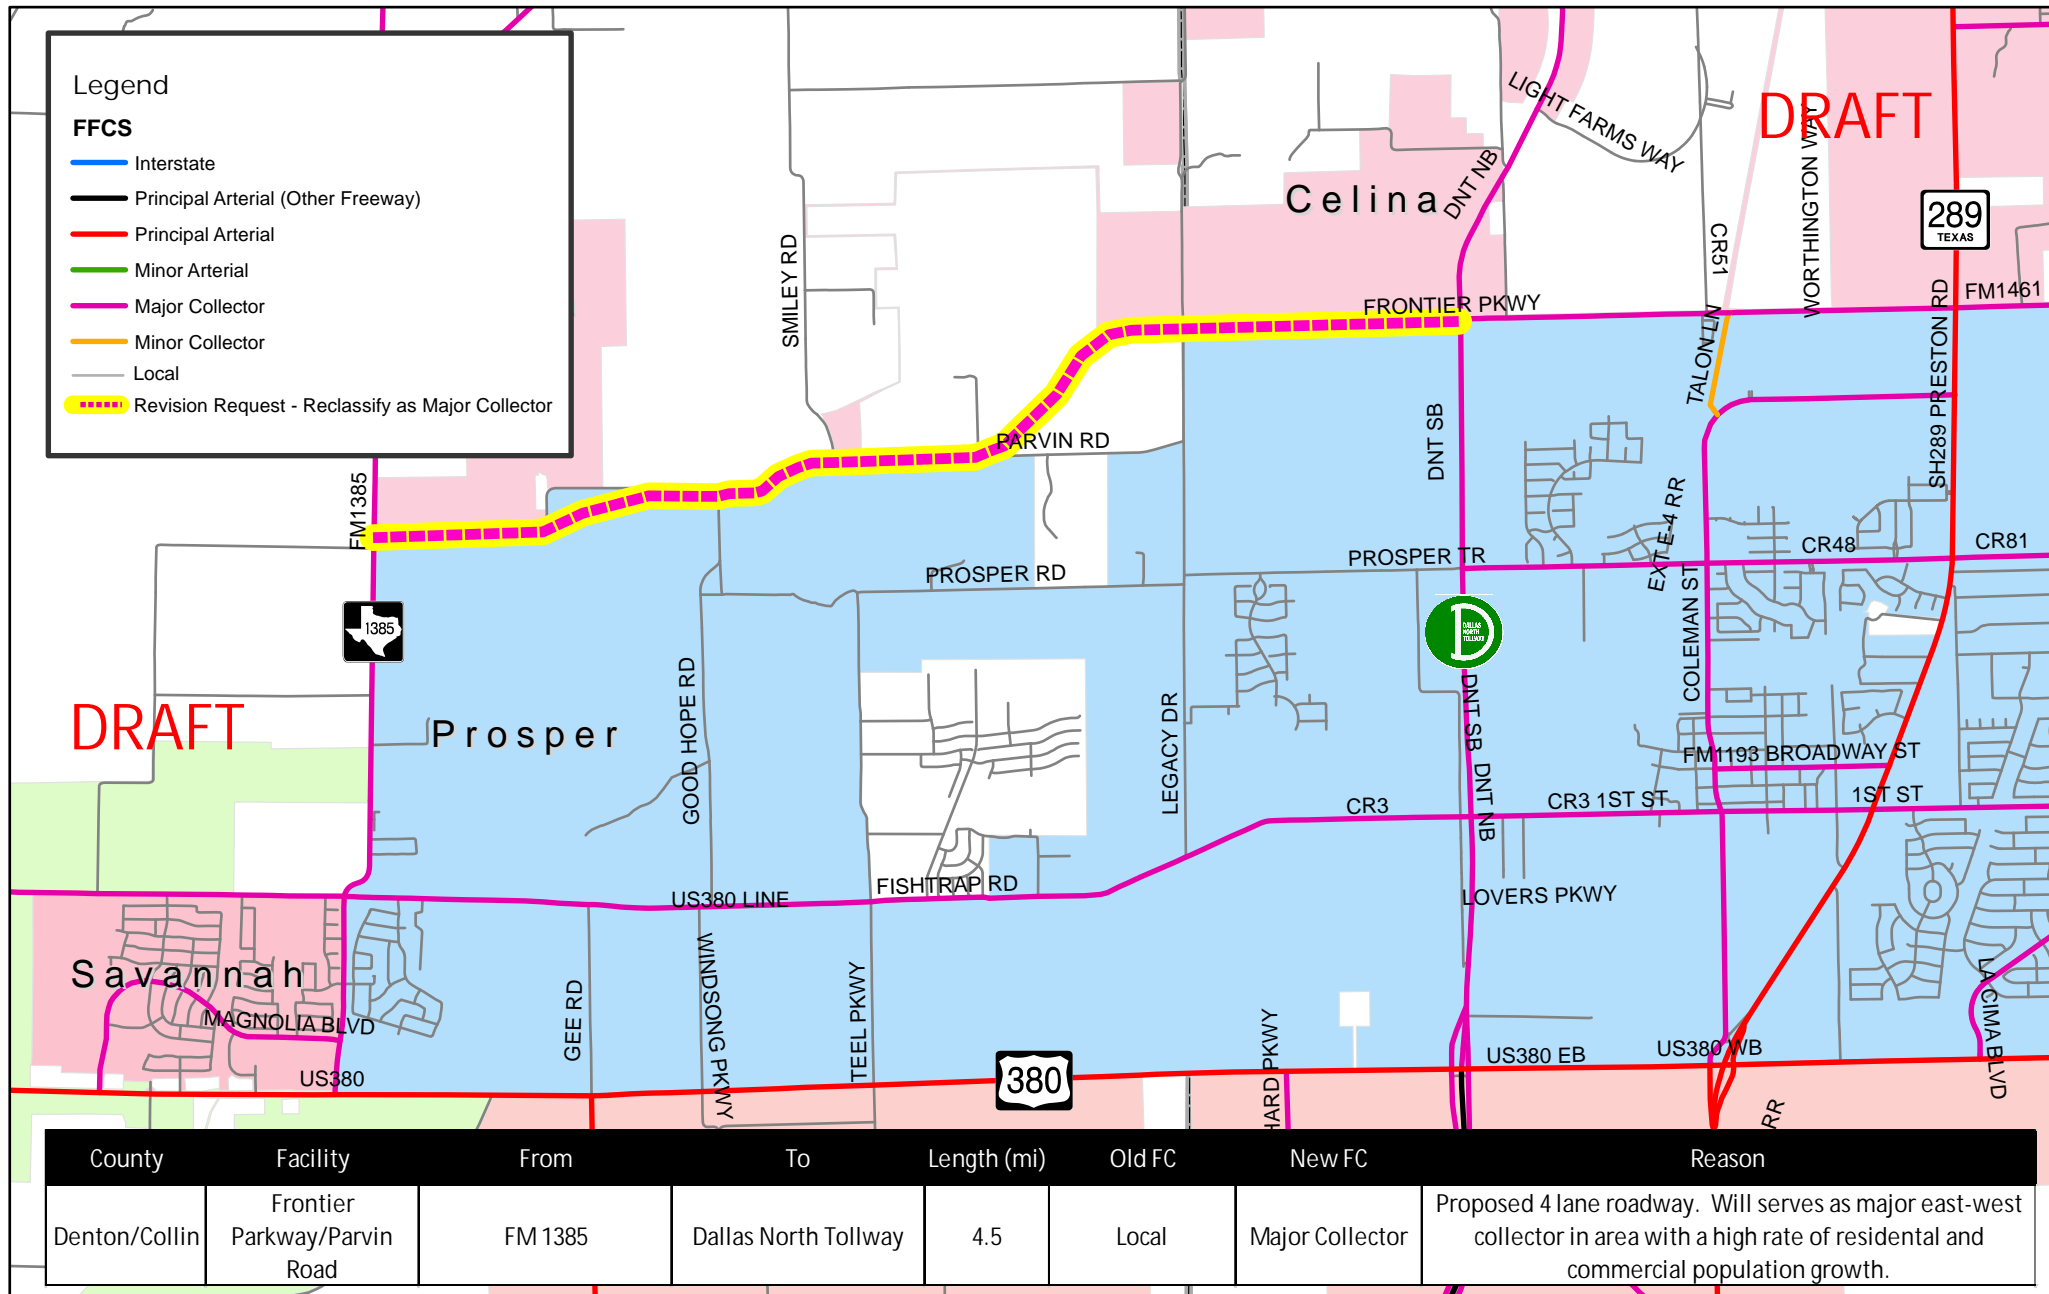 Legend
FFCS
Interstate
Principal Arterial (Other Freeway)
Principal Arterial
Minor Arterial
Major Collector
Minor Collector
Local
Revision Request - Reclassify as Major Collector
DRAFT
LIGHT FARMS WAY
WORTHINGTON WAY
Celina
DNT NB
289
TEXAS
CR51
SMILEY RD
FRONTIER PKWY
FM1461
TALON LN
SH289 PRESTON RD
PARVIN RD
DNT SB
FM1385
EXT E-4 RR
PROSPER TR
CR48
CR81
PROSPER RD
1385
DALLAS
NORTH
TOLLWAY
COLEMAN ST
DRAFT
Prosper
GOOD HOPE RD
LEGACY DR
DNT SB
DNT NB
FM1193 BROADWAY ST
CR3
CR3 1ST ST
1ST ST
FISHTRAP RD
US380 LINE
LOVERS PKWY
Savannah
MAGNOLIA BLVD
GEE RD
WINDSONG PKWY
TEEL PKWY
HARD PKWY
LA CIMA BLVD
US380 EB
US380 WB
US380
380
RR
County Facility From To Length (mi) Old FC New FC Reason
Denton/Collin Frontier Parkway/Parvin Road FM 1385 Dallas North Tollway 4.5 Local Major Collector Proposed 4 lane roadway. Will serves as major east-west
collector in area with a high rate of residental and
commercial population growth.